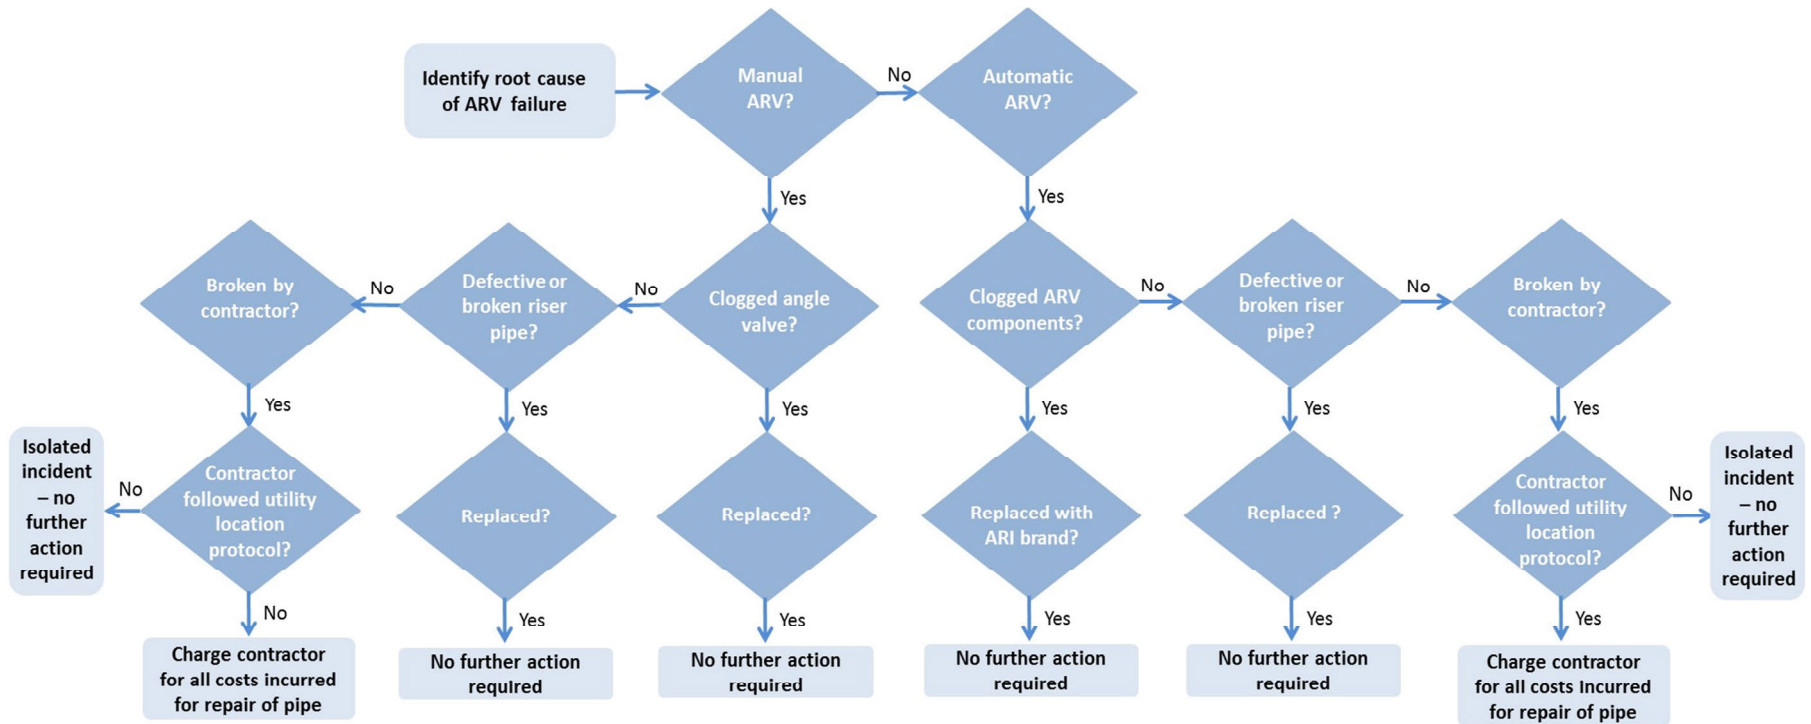 Identify root cause
of ARV failure
Manual
ARV?
No
Automatic
ARV?
Yes
Yes
Broken by
contractor?
No
Defective or
broken riser
pipe?
No
Clogged angle
valve?
Clogged ARV
components?
No
Defective or
broken riser
pipe?
No
Broken by
contractor?
Yes
Yes
Yes
Yes
Yes
Yes
Isolated
incident
– no
further
action
required
No
Contractor
followed utility
location
protocol?
Replaced?
Replaced?
Replaced with
ARI brand?
Replaced ?
Contractor
followed utility
location
protocol?
No
Isolated
incident
– no
further
action
required
No
Yes
Yes
Yes
Yes
Yes
Charge contractor
for all costs incurred
for repair of pipe
No further action
required
No further action
required
No further action
required
No further action
required
Charge contractor
for all costs Incurred
for repair of pipe